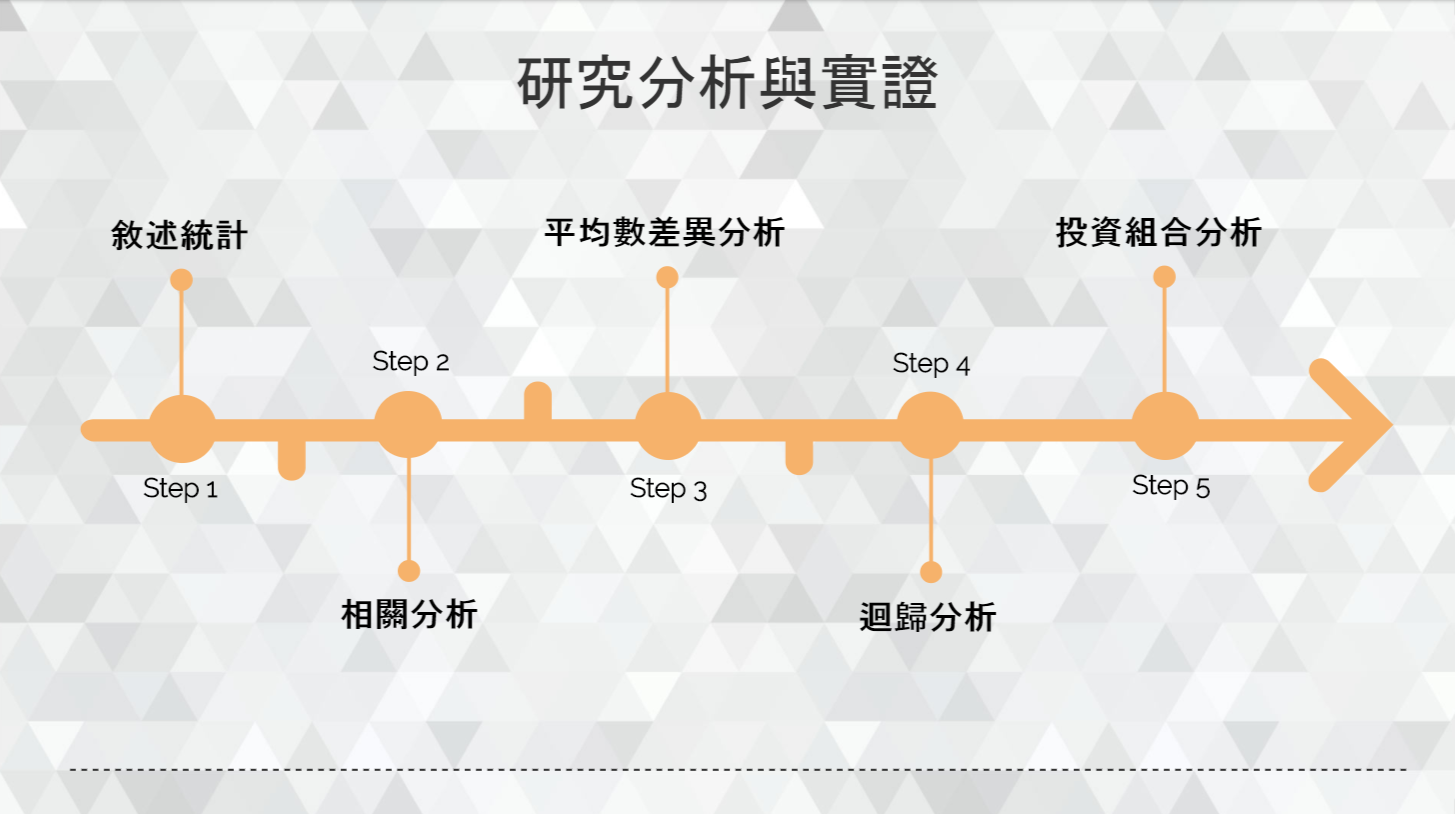 研究分析與實證
敘述統計
Step 1
Step 2
相關分析
平均數差異分析
Step 3
Step 4
迴歸分析
投資組合分析
Step 5